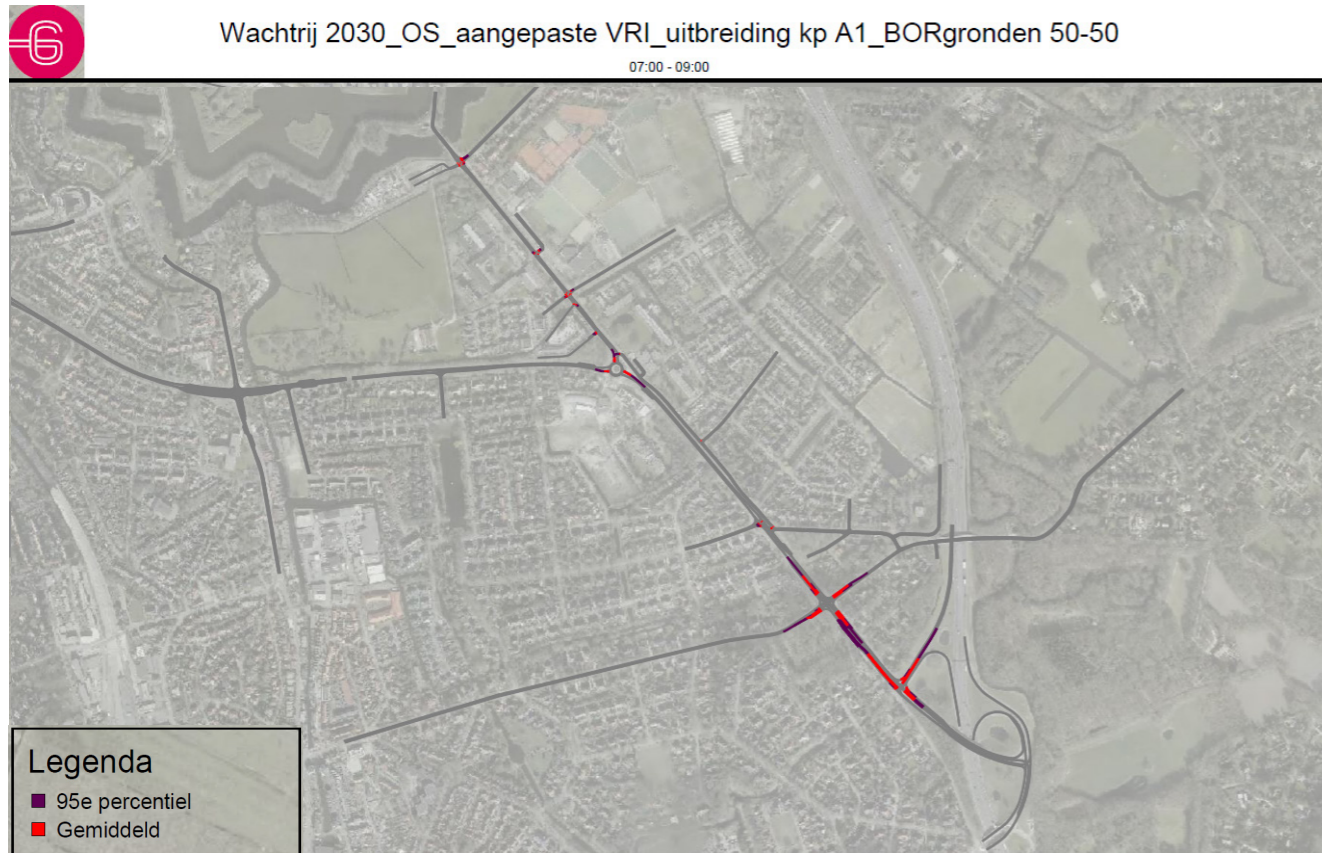 Wachtrij 2030_OS_aangepaste VRI_uitbreiding kp A1_BORgronden 50-50
07:00 - 09:00
Legenda
95e percentiel
Gemiddeld